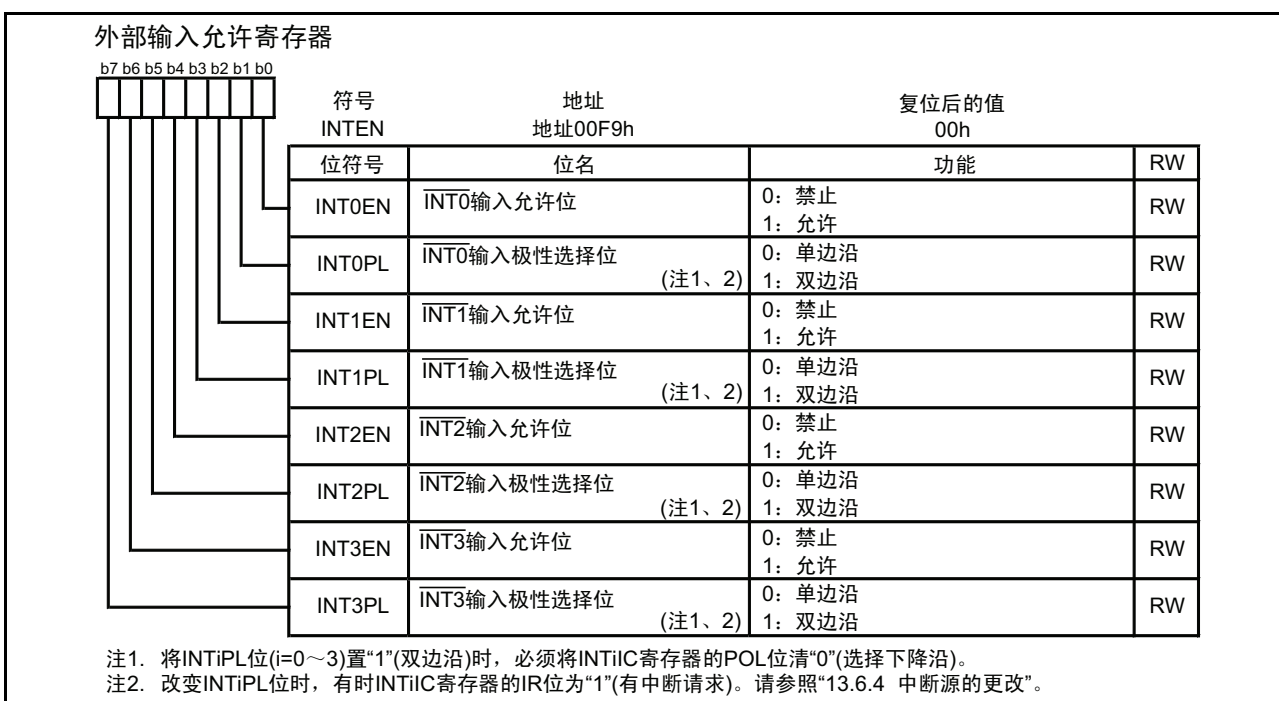 外部输入允许寄存器
b7 b6 b5 b4 b3 b2 b1 b0
符号 地址 复位后的值
INTEN 地址00F9h 00h
位符号 位名 功能 RW
INT0EN INT0输入允许位 0：禁止 1：允许 RW
INT0PL INT0输入极性选择位 (注1、2) 0：单边沿 1：双边沿 RW
INT1EN INT1输入允许位 0：禁止 1：允许 RW
INT1PL INT1输入极性选择位 (注1、2) 0：单边沿 1：双边沿 RW
INT2EN INT2输入允许位 0：禁止 1：允许 RW
INT2PL INT2输入极性选择位 (注1、2) 0：单边沿 1：双边沿 RW
INT3EN INT3输入允许位 0：禁止 1：允许 RW
INT3PL INT3输入极性选择位 (注1、2) 0：单边沿 1：双边沿 RW
注1. 将INTiPL位(i=0～3)置“1”(双边沿)时，必须将INTiIC寄存器的POL位清“0”(选择下降沿)。
注2. 改变INTiPL位时，有时INTiIC寄存器的IR位为“1”(有中断请求)。请参照“13.6.4 中断源的更改”。